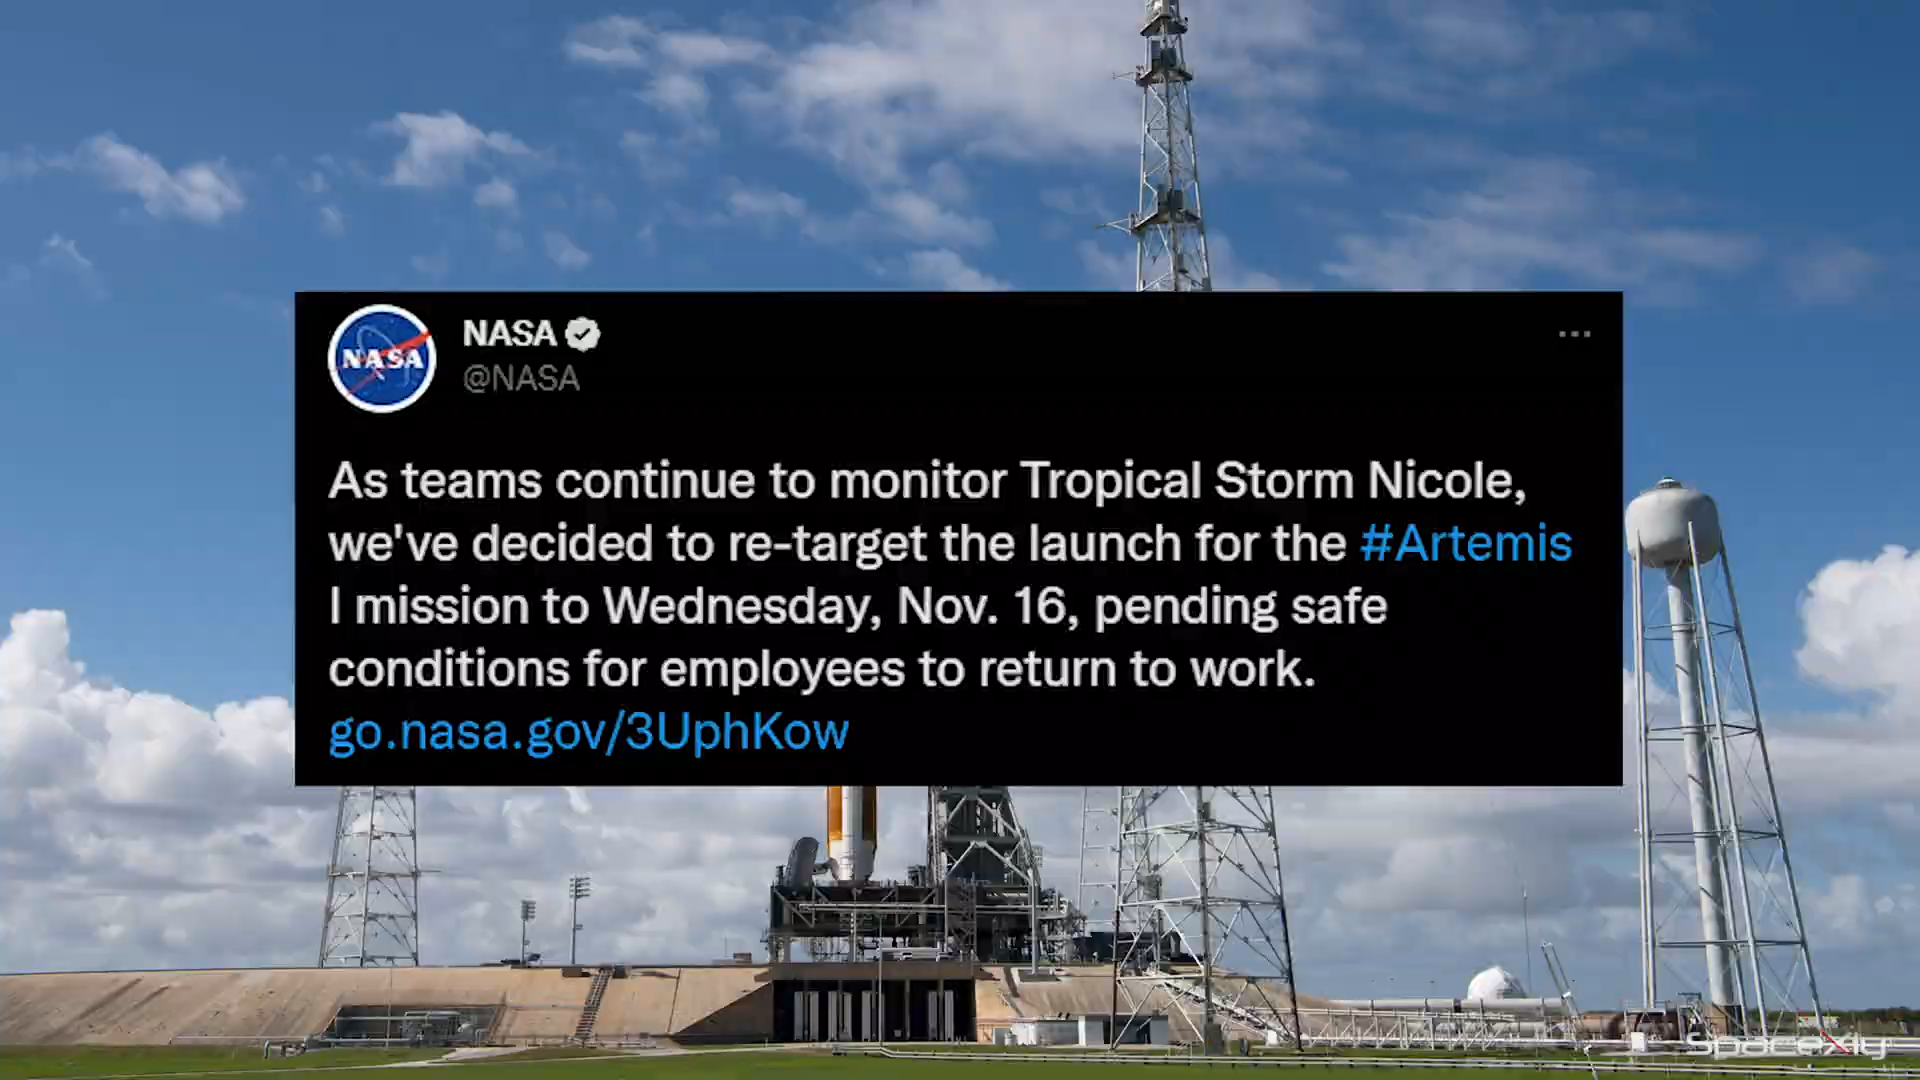 NASA
NASA
@NASA
As teams continue to monitor Tropical Storm Nicole,
we've decided to re-target the launch for the #Artemis
I mission to Wednesday, Nov. 16, pending safe
conditions for employees to return to work.
go.nasa.gov/3UphKow
Spacexly